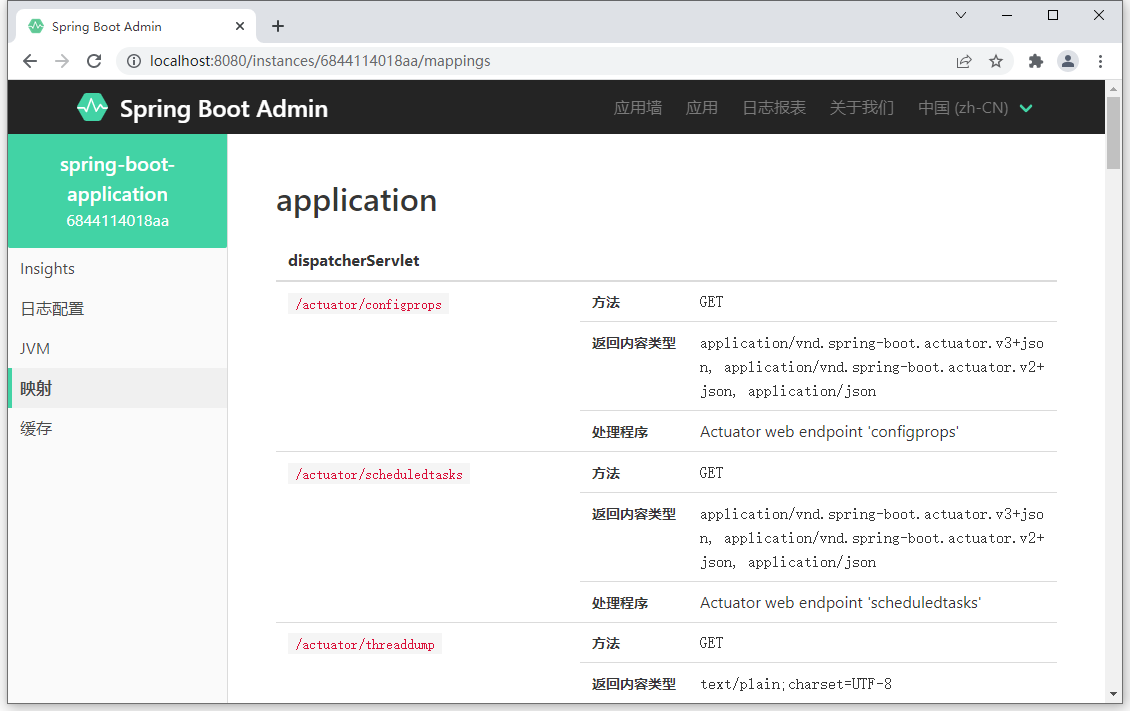 Spring Boot Admin
localhost:8080/instances/6844114018aa/mappings
Spring Boot Admin
应用墙 应用 日志报表 关于我们 中国 (zh-CN)
spring-boot-
application
6844114018aa
Insights
日志配置
JVM
映射
缓存
application
dispatcherServlet
/actuator/configprops
方法 GET
返回内容类型 application/vnd.spring-boot.actuator.v3+jso
n, application/vnd.spring-boot.actuator.v2+
json, application/json
处理程序 Actuator web endpoint 'configprops'
/actuator/scheduledtasks
方法 GET
返回内容类型 application/vnd.spring-boot.actuator.v3+jso
n, application/vnd.spring-boot.actuator.v2+
json, application/json
处理程序 Actuator web endpoint 'scheduledtasks'
/actuator/threaddump
方法 GET
返回内容类型 text/plain;charset=UTF-8